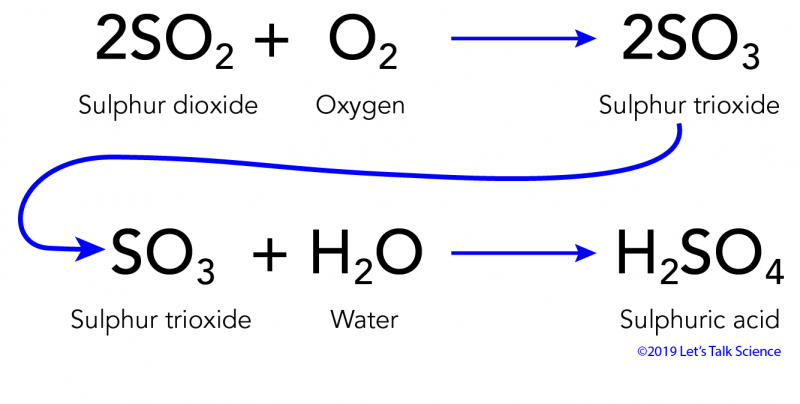 2SO₂ + O₂ 2SO₃
Sulphur dioxide Oxygen Sulphur trioxide
SO₃ + H₂O H₂SO₄
Sulphur trioxide Water Sulphuric acid
©2019 Let's Talk Science